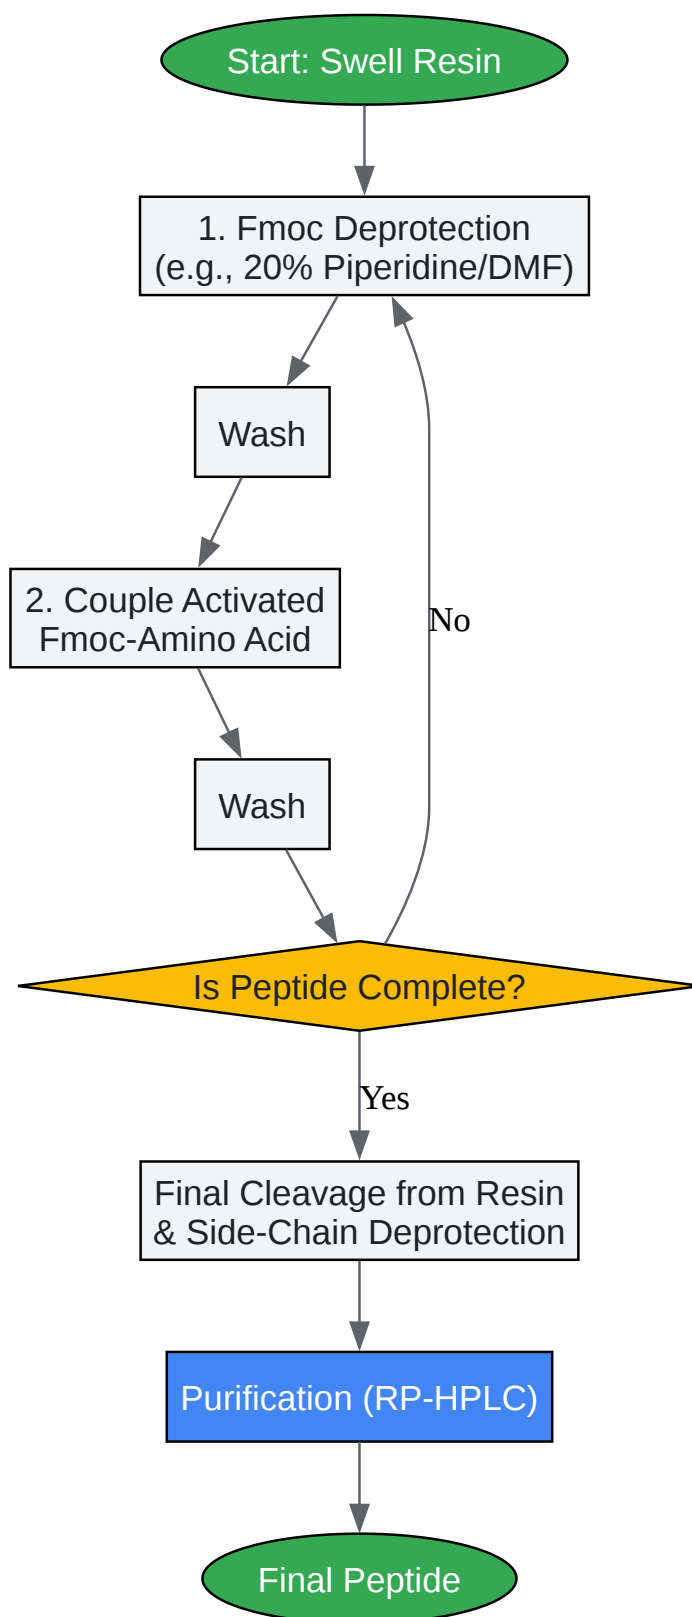 Start: Swell Resin
1. Fmoc Deprotection
(e.g., 20% Piperidine/DMF)
Wash
2. Couple Activated
Fmoc-Amino Acid
No
Wash
Is Peptide Complete?
Yes
Final Cleavage from Resin
& Side-Chain Deprotection
Purification (RP-HPLC)
Final Peptide